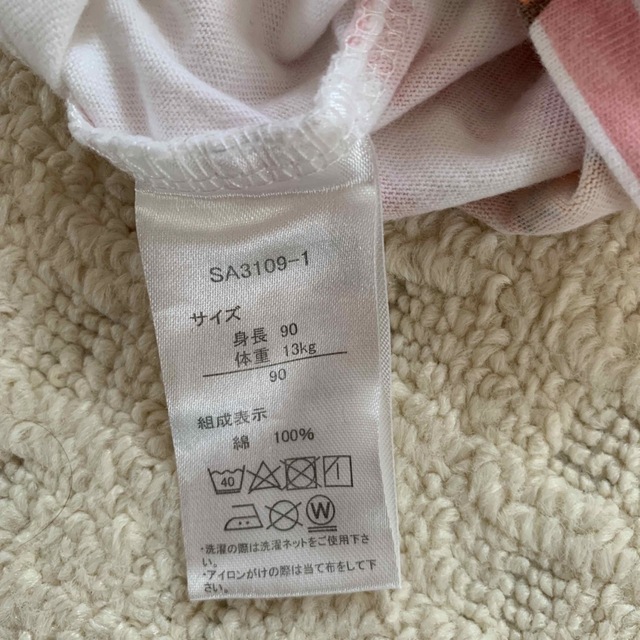 SA3109-1
サイズ
身長 90
体重 13kg
90
組成表示
綿 100%
40
W
・洗濯の際は洗濯ネットをご使用下さ
い。
・アイロンがけの際は当て布をして下さ
い。